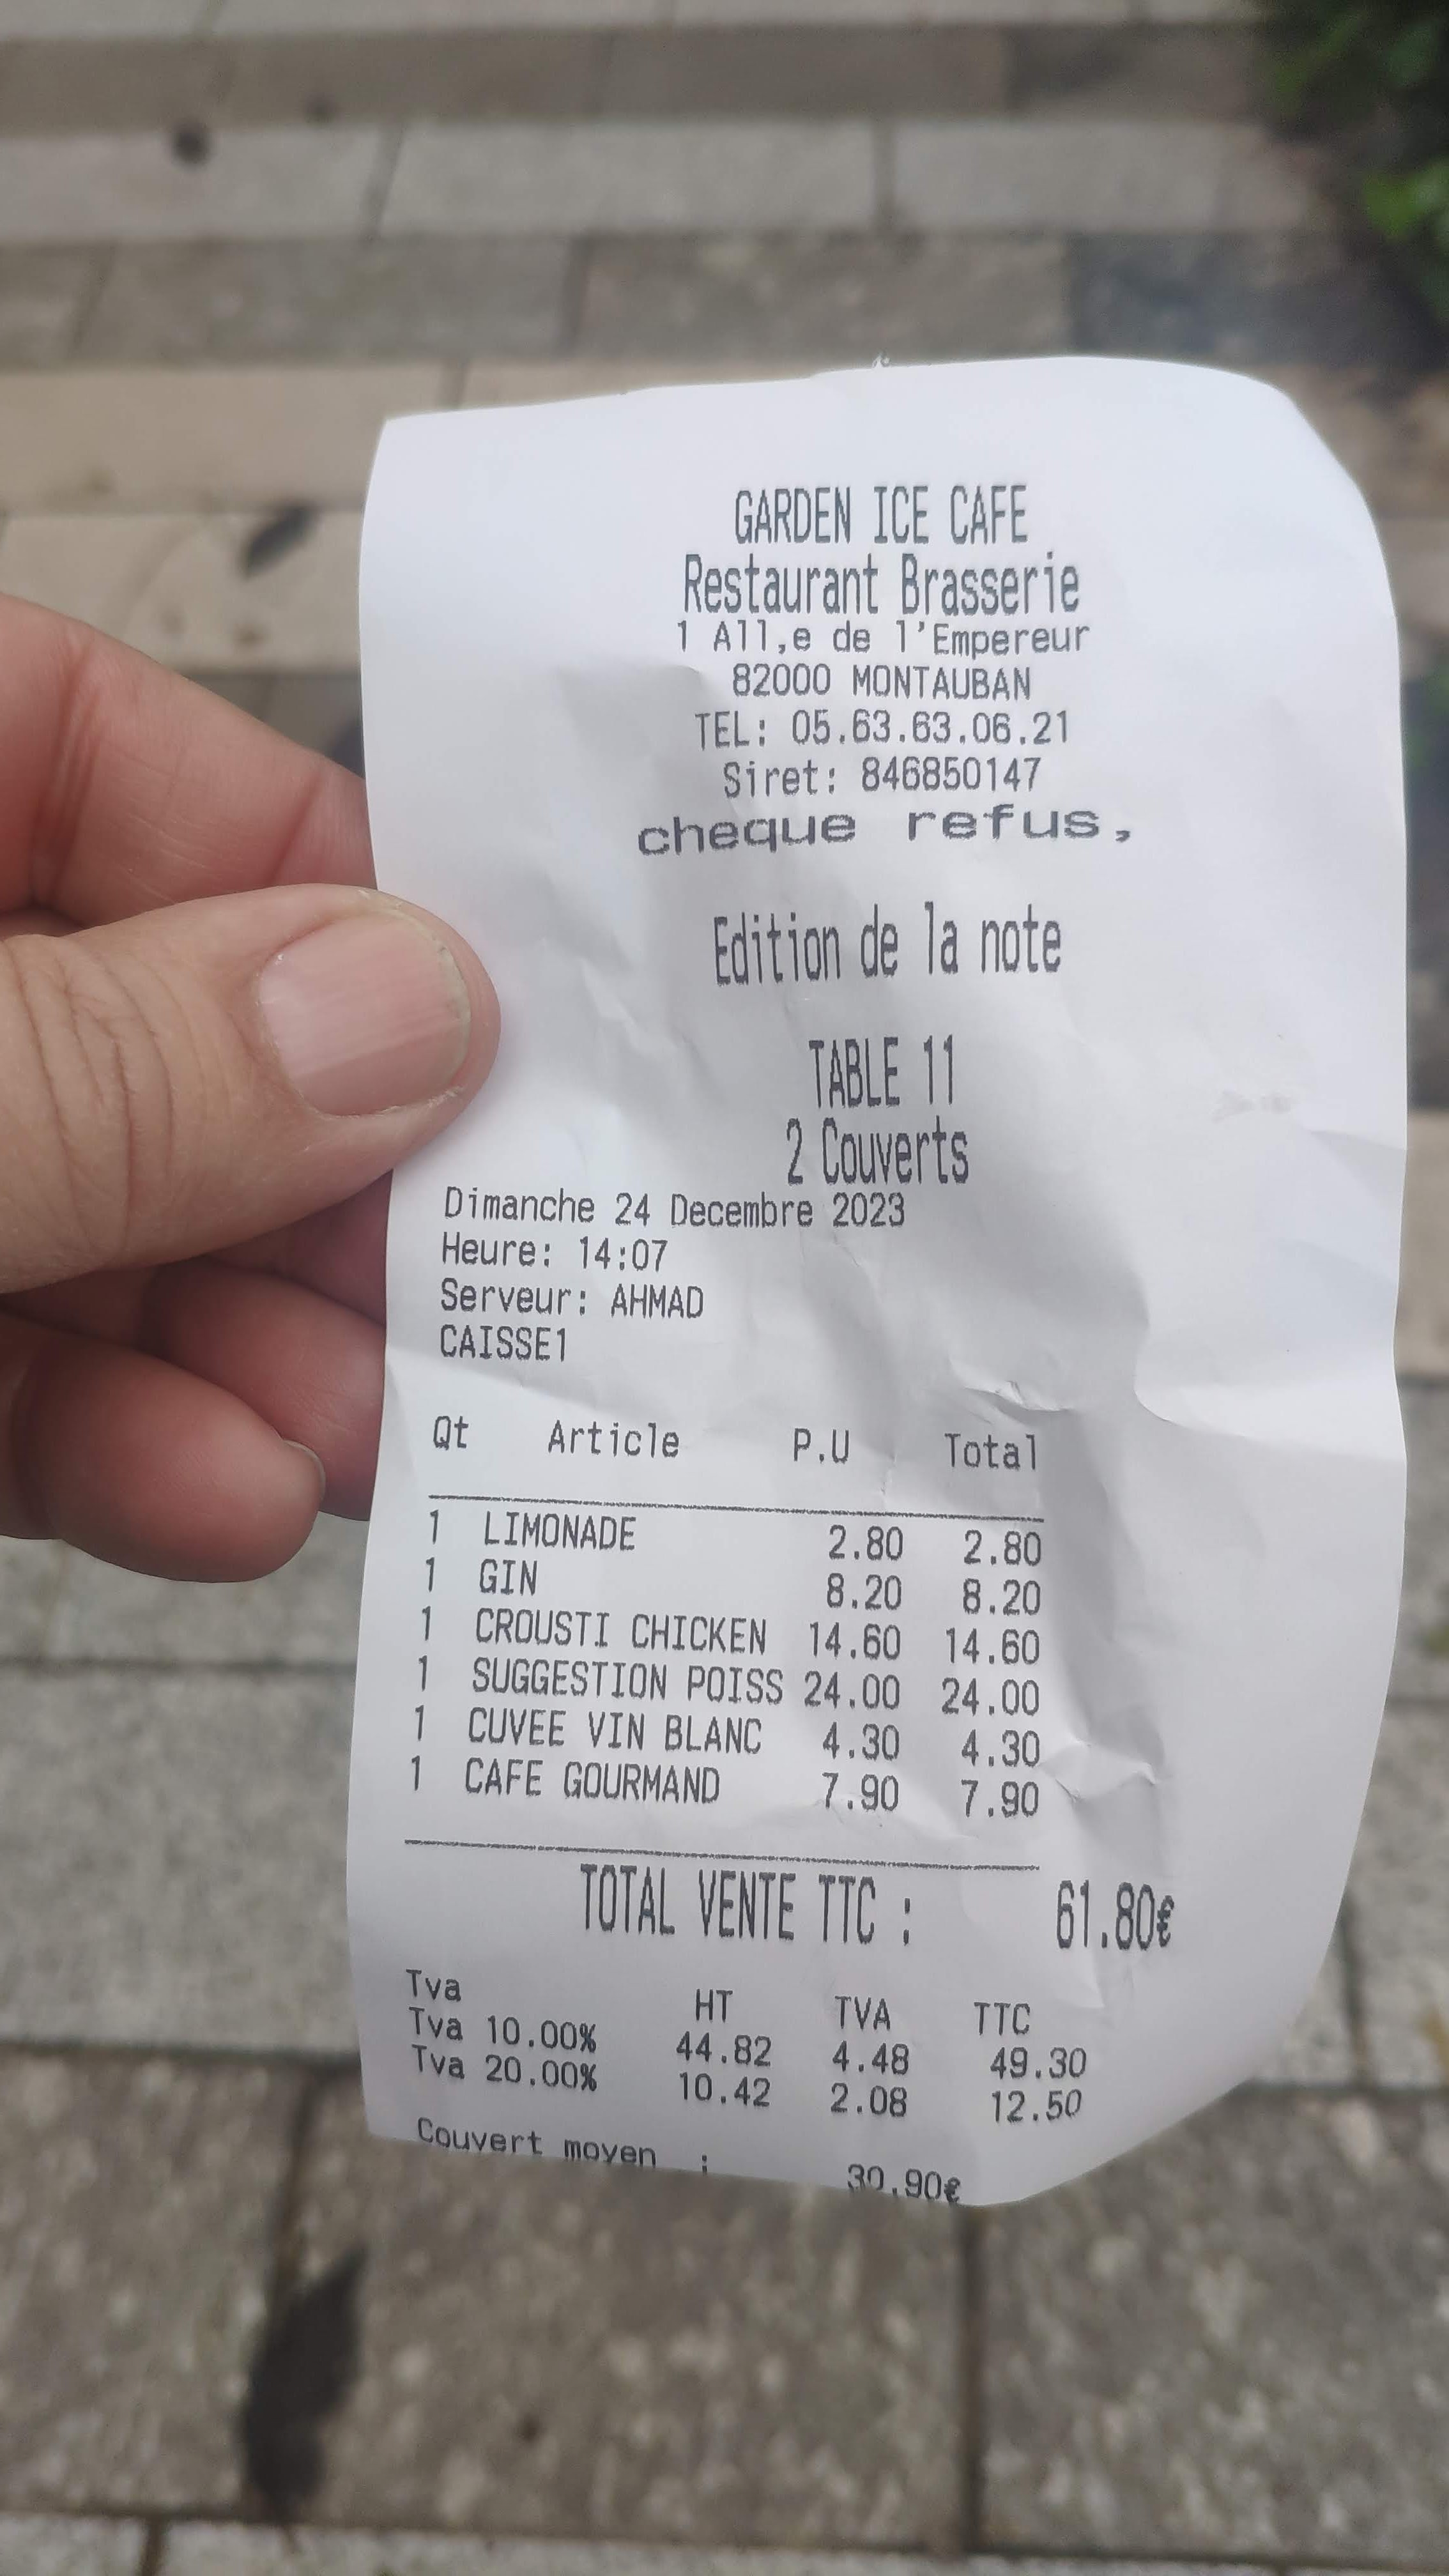 GARDEN ICE CAFE
Restaurant Brasserie
1 All,e de l'Empereur
82000 MONTAUBAN
TEL: 05.63.63.06.21
Siret: 846850147
cheque refus,
Edition de la note
TABLE 11
2 Couverts
Dimanche 24 Decembre 2023
Heure: 14:07
Serveur: AHMAD
CAISSE1
Qt Article P.U Total
1 LIMONADE 2.80 2.80
1 GIN 8.20 8.20
1 CROUSTI CHICKEN 14.60 14.60
1 SUGGESTION POISS 24.00 24.00
1 CUVEE VIN BLANC 4.30 4.30
1 CAFE GOURMAND 7.90 7.90
TOTAL VENTE TTC : 61.80€
Tva HT TVA TTC
Tva 10.00% 44.82 4.48 49.30
Tva 20.00% 10.42 2.08 12.50
Couvert moyen : 30.90€